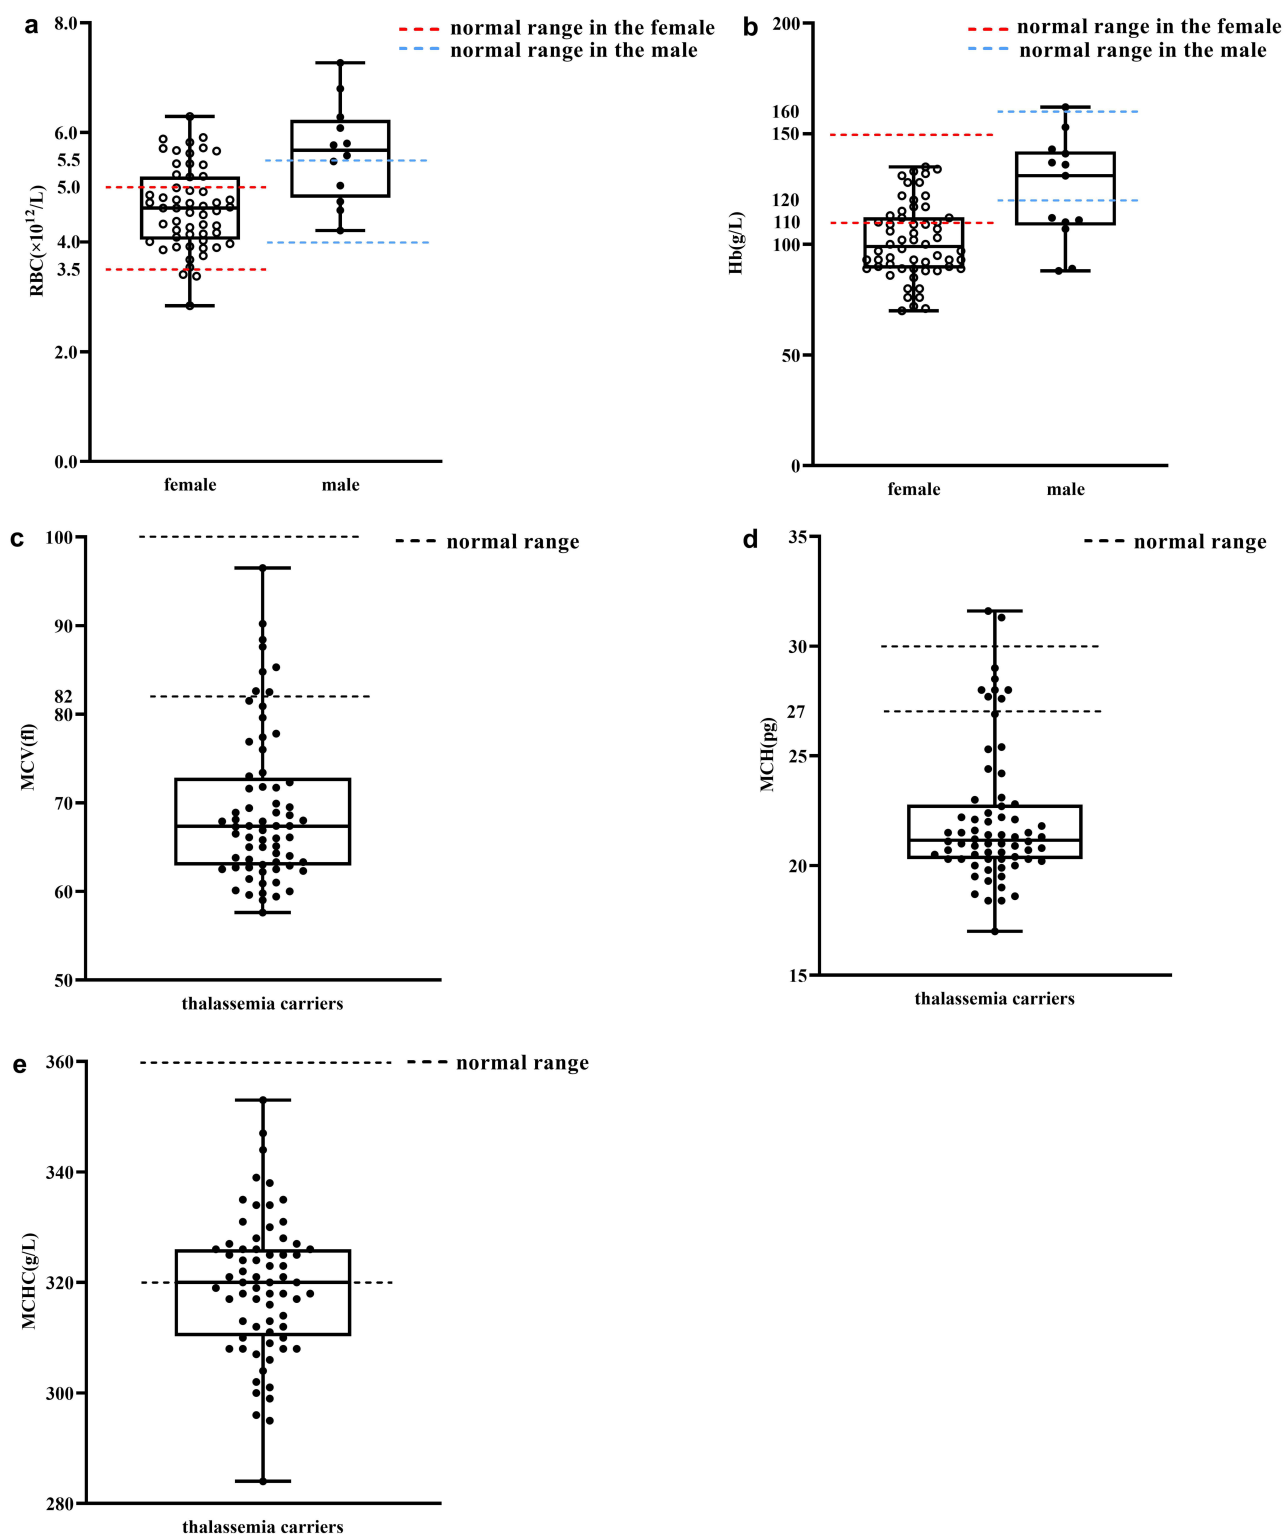 a
normal range in the female
normal range in the male
8.0
6.0
5.5
5.0
4.0
3.5
2.0
0.0
RBC(×10¹²/L)
female male
b
normal range in the female
normal range in the male
200
160
150
120
110
100
50
0
Hb(g/L)
female male
c
normal range
100
90
82
80
70
60
50
MCV(fl)
thalassemia carriers
d
normal range
35
30
27
25
20
15
MCH(pg)
thalassemia carriers
e
normal range
360
340
320
300
280
MCHC(g/L)
thalassemia carriers